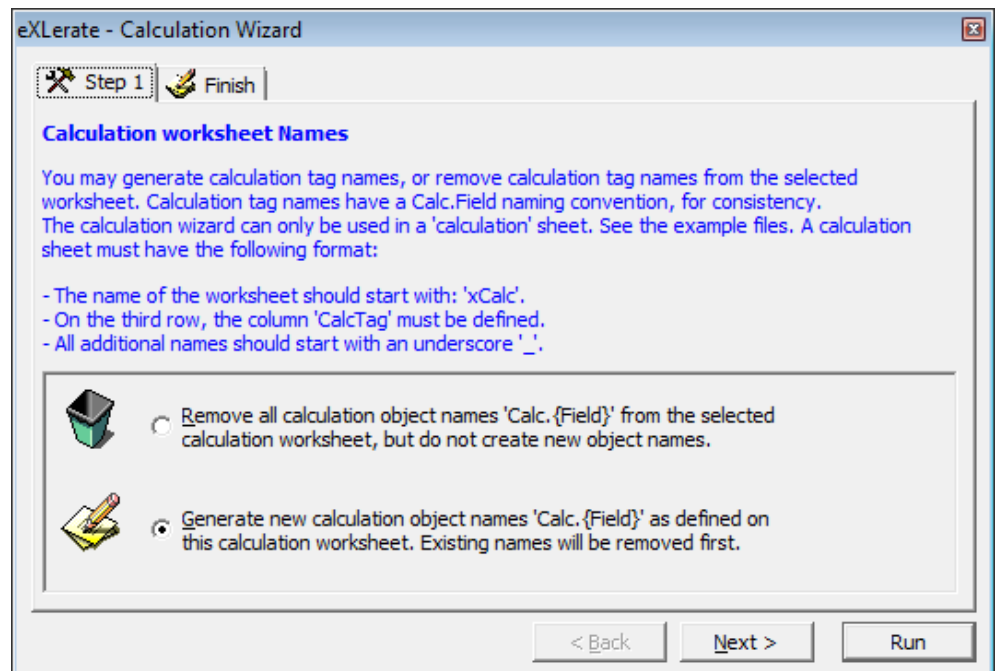 eXLerate - Calculation Wizard
Step 1
Finish
Calculation worksheet Names
You may generate calculation tag names, or remove calculation tag names from the selected
worksheet. Calculation tag names have a Calc.Field naming convention, for consistency.
The calculation wizard can only be used in a 'calculation' sheet. See the example files. A calculation
sheet must have the following format:
- The name of the worksheet should start with: 'xCalc'.
- On the third row, the column 'CalcTag' must be defined.
- All additional names should start with an underscore '_'.
Remove all calculation object names 'Calc.{Field}' from the selected
calculation worksheet, but do not create new object names.
Generate new calculation object names 'Calc.{Field}' as defined on
this calculation worksheet. Existing names will be removed first.
< Back
Next >
Run